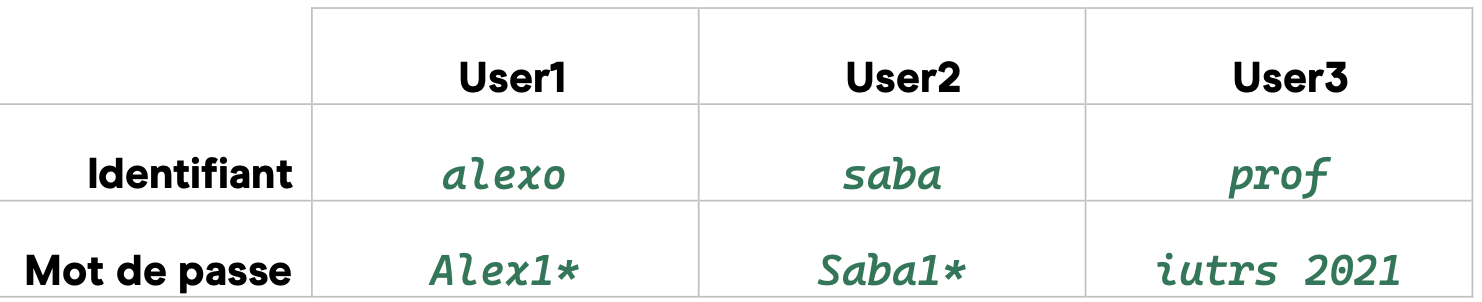 User1 User2 User3
Identifiant alexo saba prof
Mot de passe Alex1* Saba1* iutrs 2021